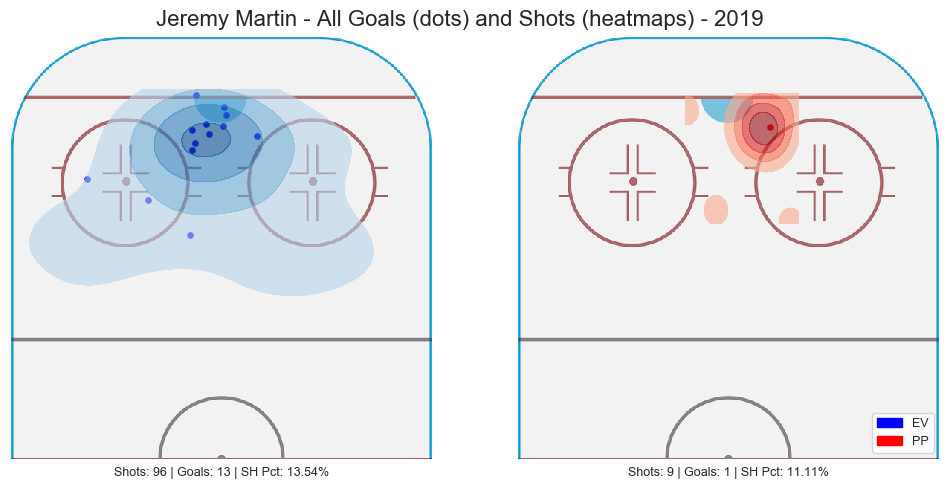 Jeremy Martin - All Goals (dots) and Shots (heatmaps) - 2019
EV
PP
Shots: 96 | Goals: 13 | SH Pct: 13.54%
Shots: 9 | Goals: 1 | SH Pct: 11.11%